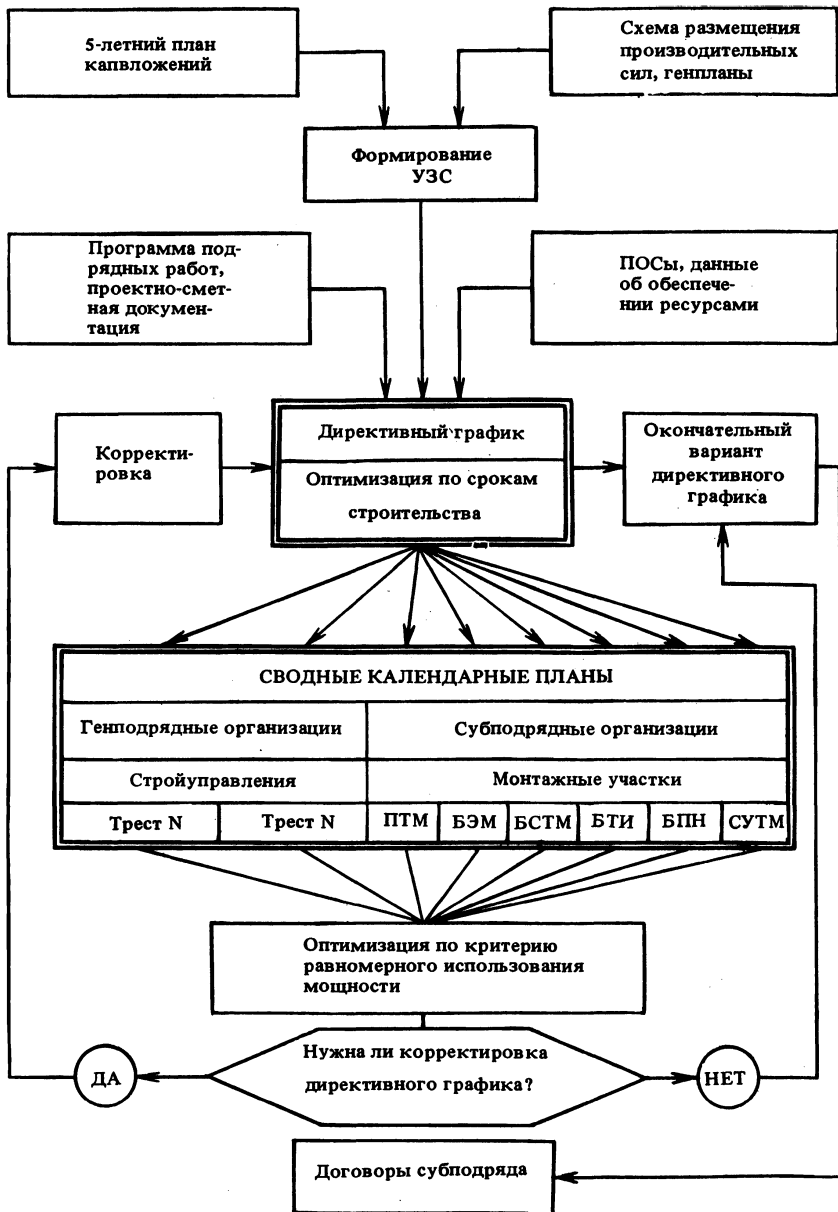 5-летний план
капвложений
Схема размещения
производительных
сил, генпланы
Формирование
УЗС
Программа под-
рядных работ,
проектно-смет-
ная докумен-
тация
ПОСы, данные
об обеспече-
нии ресурсами
Корректи-
ровка
Директивный график
Оптимизация по срокам
строительства
Окончательный
вариант
директивного
графика
СВОДНЫЕ КАЛЕНДАРНЫЕ ПЛАНЫ
Генподрядные организации
Субподрядные организации
Стройуправления
Монтажные участки
Трест N
Трест N
ПТМ
БЭМ
БСТМ
БТИ
БПН
СУТМ
Оптимизация по критерию
равномерного использования
мощности
Нужна ли корректировка
директивного графика?
ДА
НЕТ
Договоры субподряда